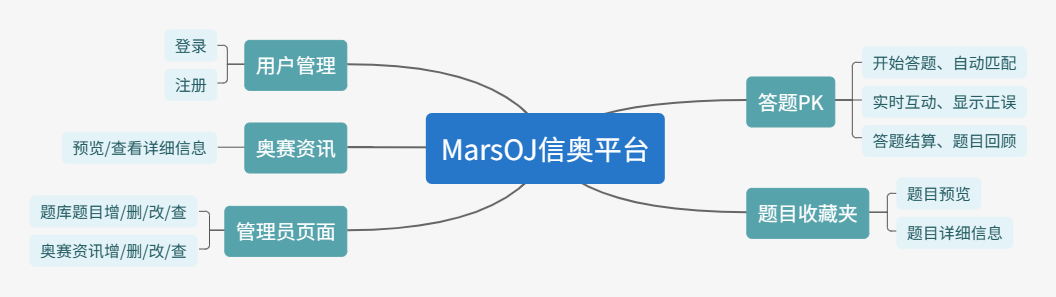 MarsOJ信奥平台
用户管理
登录
注册
奥赛资讯
预览/查看详细信息
管理员页面
题库题目增/删/改/查
奥赛资讯增/删/改/查
答题PK
开始答题、自动匹配
实时互动、显示正误
答题结算、题目回顾
题目收藏夹
题目预览
题目详细信息